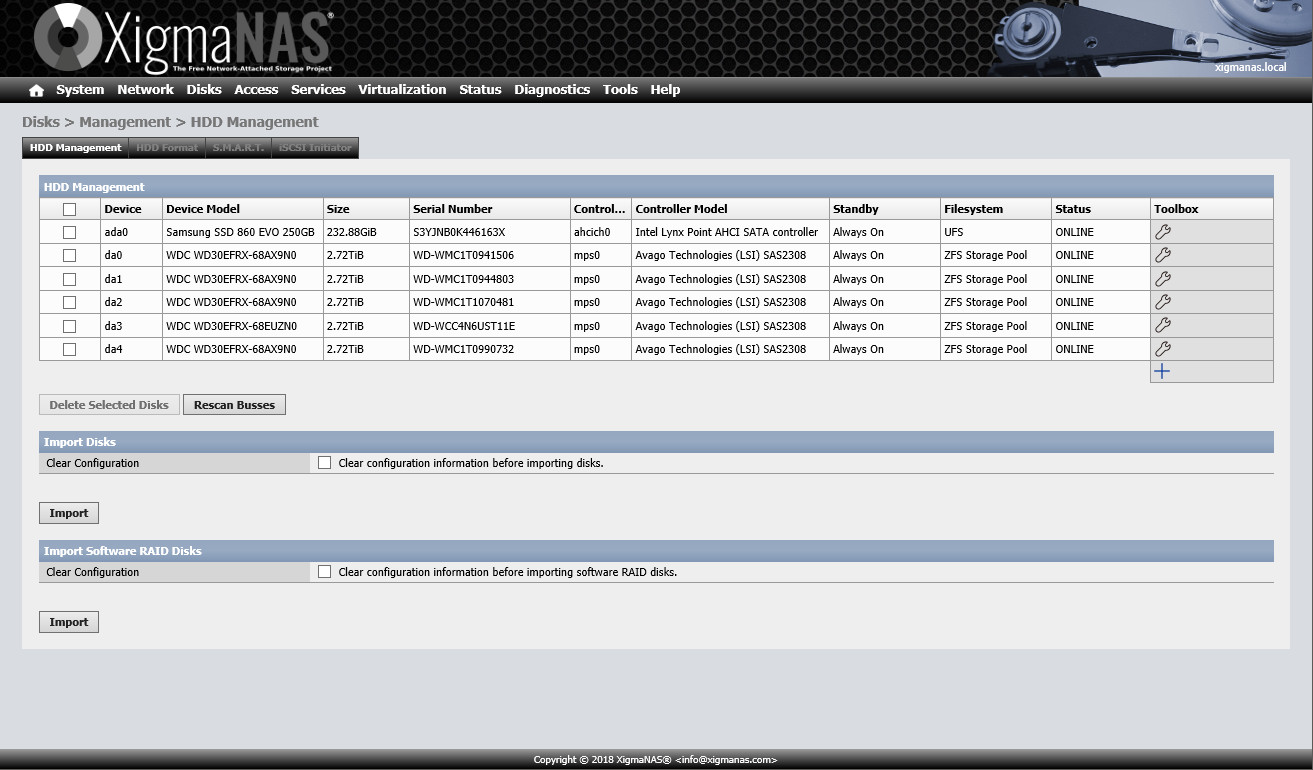 XigmaNAS®
The Free Network-Attached Storage Project
xigmanas.local
System Network Disks Access Services Virtualization Status Diagnostics Tools Help
Disks > Management > HDD Management
HDD Management HDD Format S.M.A.R.T. iSCSI Initiator
HDD Management
Device Device Model Size Serial Number Control... Controller Model Standby Filesystem Status Toolbox
ada0 Samsung SSD 860 EVO 250GB 232.88GiB S3YJNB0K446163X ahcich0 Intel Lynx Point AHCI SATA controller Always On UFS ONLINE
da0 WDC WD30EFRX-68AX9N0 2.72TiB WD-WMC1T0941506 mps0 Avago Technologies (LSI) SAS2308 Always On ZFS Storage Pool ONLINE
da1 WDC WD30EFRX-68AX9N0 2.72TiB WD-WMC1T0944803 mps0 Avago Technologies (LSI) SAS2308 Always On ZFS Storage Pool ONLINE
da2 WDC WD30EFRX-68AX9N0 2.72TiB WD-WMC1T1070481 mps0 Avago Technologies (LSI) SAS2308 Always On ZFS Storage Pool ONLINE
da3 WDC WD30EFRX-68EUZN0 2.72TiB WD-WCC4N6UST11E mps0 Avago Technologies (LSI) SAS2308 Always On ZFS Storage Pool ONLINE
da4 WDC WD30EFRX-68AX9N0 2.72TiB WD-WMC1T0990732 mps0 Avago Technologies (LSI) SAS2308 Always On ZFS Storage Pool ONLINE
Delete Selected Disks Rescan Busses
Import Disks
Clear Configuration Clear configuration information before importing disks.
Import
Import Software RAID Disks
Clear Configuration Clear configuration information before importing software RAID disks.
Import
Copyright © 2018 XigmaNAS® <info@xigmanas.com>